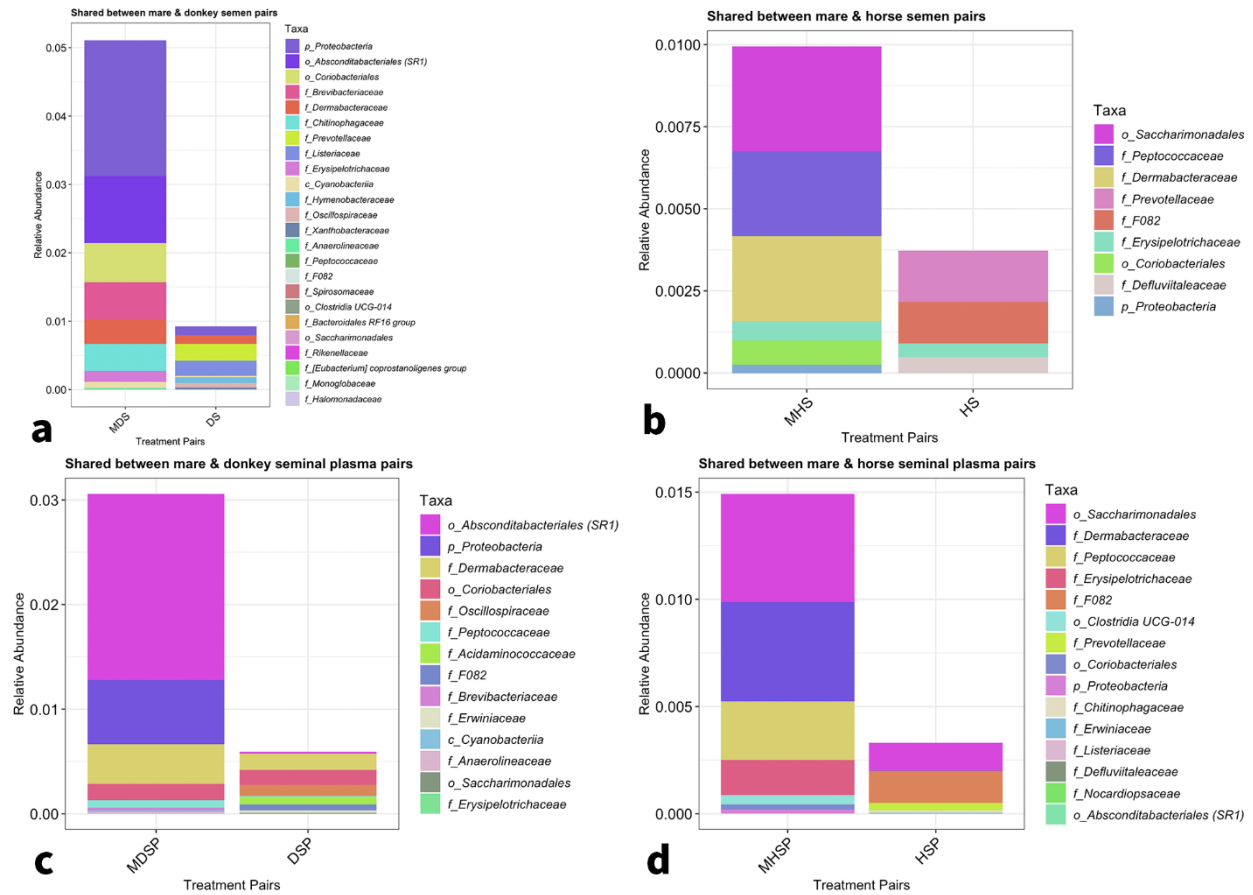 Shared between mare & donkey semen pairs
Relative Abundance
0.05
0.04
0.03
0.02
0.01
0.00
MDS
DS
Treatment Pairs
Taxa
p_Proteobacteria
o_Absconditabacteriales (SR1)
o_Coriobacteriales
f_Brevibacteriaceae
f_Dermabacteraceae
f_Chitinophagaceae
f_Prevotellaceae
f_Listeriaceae
f_Erysipelotrichaceae
c_Cyanobacteriia
f_Hymenobacteraceae
f_Oscillospiraceae
f_Xanthobacteraceae
f_Anaerolineaceae
f_Peptococcaceae
f_F082
f_Spirosomaceae
o_Clostridia UCG-014
f_Bacteroidales RF16 group
o_Saccharimonadales
f_Rikenellaceae
f_[Eubacterium] coprostanoligenes group
f_Monoglobaceae
f_Halomonadaceae
a
Shared between mare & horse semen pairs
Relative Abundance
0.0100
0.0075
0.0050
0.0025
0.0000
MHS
HS
Treatment Pairs
Taxa
o_Saccharimonadales
f_Peptococcaceae
f_Dermabacteraceae
f_Prevotellaceae
f_F082
f_Erysipelotrichaceae
o_Coriobacteriales
f_Defluviitaleaceae
p_Proteobacteria
b
Shared between mare & donkey seminal plasma pairs
Relative Abundance
0.03
0.02
0.01
0.00
MDSP
DSP
Treatment Pairs
Taxa
o_Absconditabacteriales (SR1)
p_Proteobacteria
f_Dermabacteraceae
o_Coriobacteriales
f_Oscillospiraceae
f_Peptococcaceae
f_Acidaminococcaceae
f_F082
f_Brevibacteriaceae
f_Erwiniaceae
c_Cyanobacteriia
f_Anaerolineaceae
o_Saccharimonadales
f_Erysipelotrichaceae
c
Shared between mare & horse seminal plasma pairs
Relative Abundance
0.015
0.010
0.005
0.000
MHSP
HSP
Treatment Pairs
Taxa
o_Saccharimonadales
f_Dermabacteraceae
f_Peptococcaceae
f_Erysipelotrichaceae
f_F082
o_Clostridia UCG-014
f_Prevotellaceae
o_Coriobacteriales
p_Proteobacteria
f_Chitinophagaceae
f_Erwiniaceae
f_Listeriaceae
f_Defluviitaleaceae
f_Nocardiopsaceae
o_Absconditabacteriales (SR1)
d